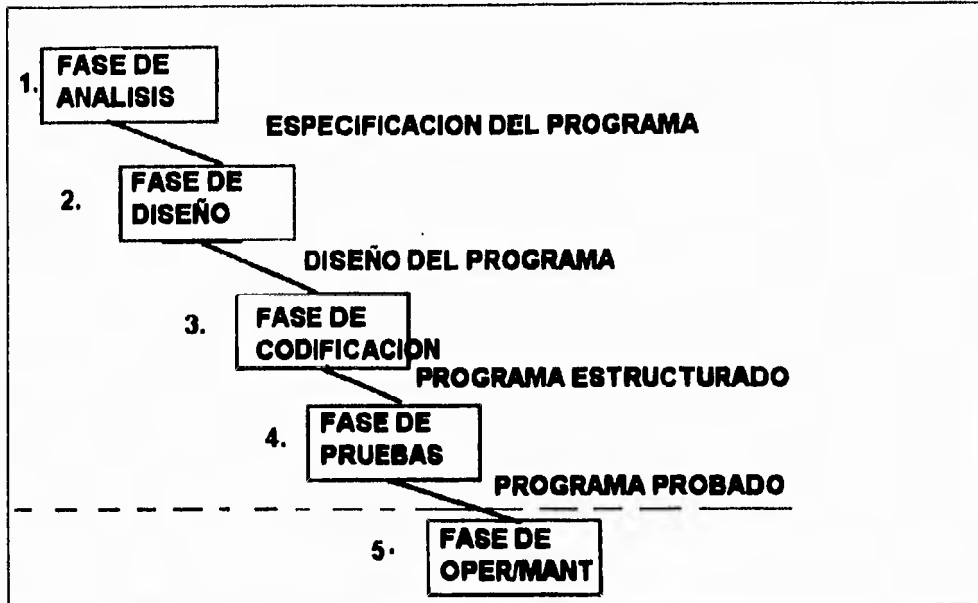 1.
FASE DE
ANALISIS
ESPECIFICACION DEL PROGRAMA
2.
FASE DE
DISEÑO
DISEÑO DEL PROGRAMA
3.
FASE DE
CODIFICACION
PROGRAMA ESTRUCTURADO
4.
FASE DE
PRUEBAS
PROGRAMA PROBADO
5.
FASE DE
OPER/MANT